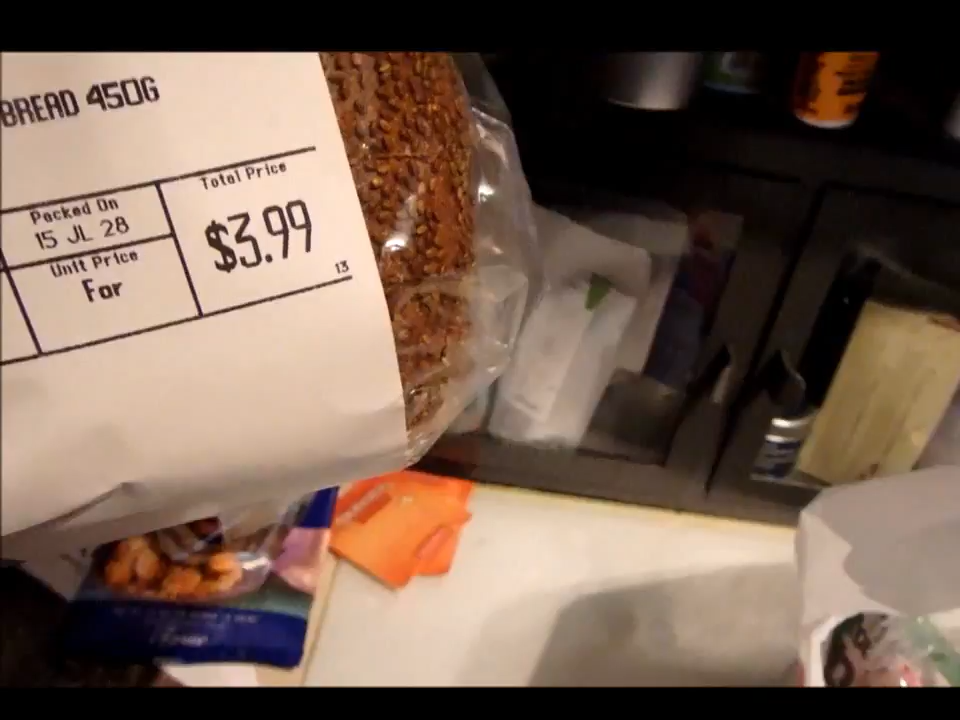 BREAD 450G
Packed On
15 JL 28
Unit Price
For
Total Price
$3.99
13